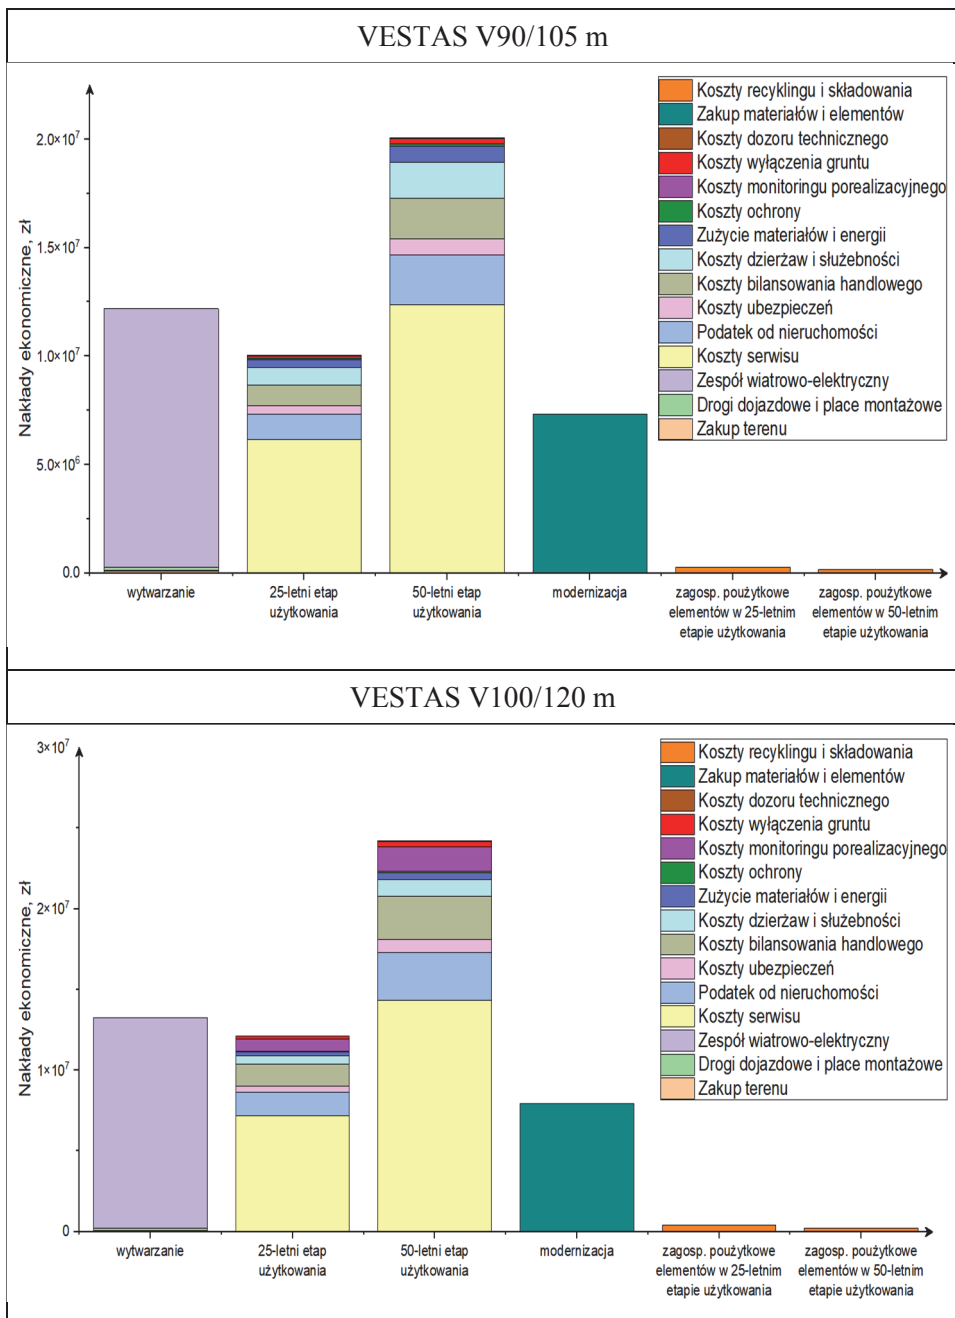 VESTAS V90/105 m
Nakłady ekonomiczne, zł
2.0×10⁷
1.5×10⁷
1.0×10⁷
5.0×10⁶
0.0
Koszty recyklingu i składowania
Zakup materiałów i elementów
Koszty dozoru technicznego
Koszty wyłączenia gruntu
Koszty monitoringu porealizacyjnego
Koszty ochrony
Zużycie materiałów i energii
Koszty dzierżaw i służebności
Koszty bilansowania handlowego
Koszty ubezpieczeń
Podatek od nieruchomości
Koszty serwisu
Zespół wiatrowo-elektryczny
Drogi dojazdowe i place montażowe
Zakup terenu
wytwarzanie
25-letni etap
użytkowania
50-letni etap
użytkowania
modernizacja
zagosp. poużytkowe
elementów w 25-letnim
etapie użytkowania
zagosp. poużytkowe
elementów w 50-letnim
etapie użytkowania
VESTAS V100/120 m
Nakłady ekonomiczne, zł
3×10⁷
2×10⁷
1×10⁷
0
Koszty recyklingu i składowania
Zakup materiałów i elementów
Koszty dozoru technicznego
Koszty wyłączenia gruntu
Koszty monitoringu porealizacyjnego
Koszty ochrony
Zużycie materiałów i energii
Koszty dzierżaw i służebności
Koszty bilansowania handlowego
Koszty ubezpieczeń
Podatek od nieruchomości
Koszty serwisu
Zespół wiatrowo-elektryczny
Drogi dojazdowe i place montażowe
Zakup terenu
wytwarzanie
25-letni etap
użytkowania
50-letni etap
użytkowania
modernizacja
zagosp. poużytkowe
elementów w 25-letnim
etapie użytkowania
zagosp. poużytkowe
elementów w 50-letnim
etapie użytkowania